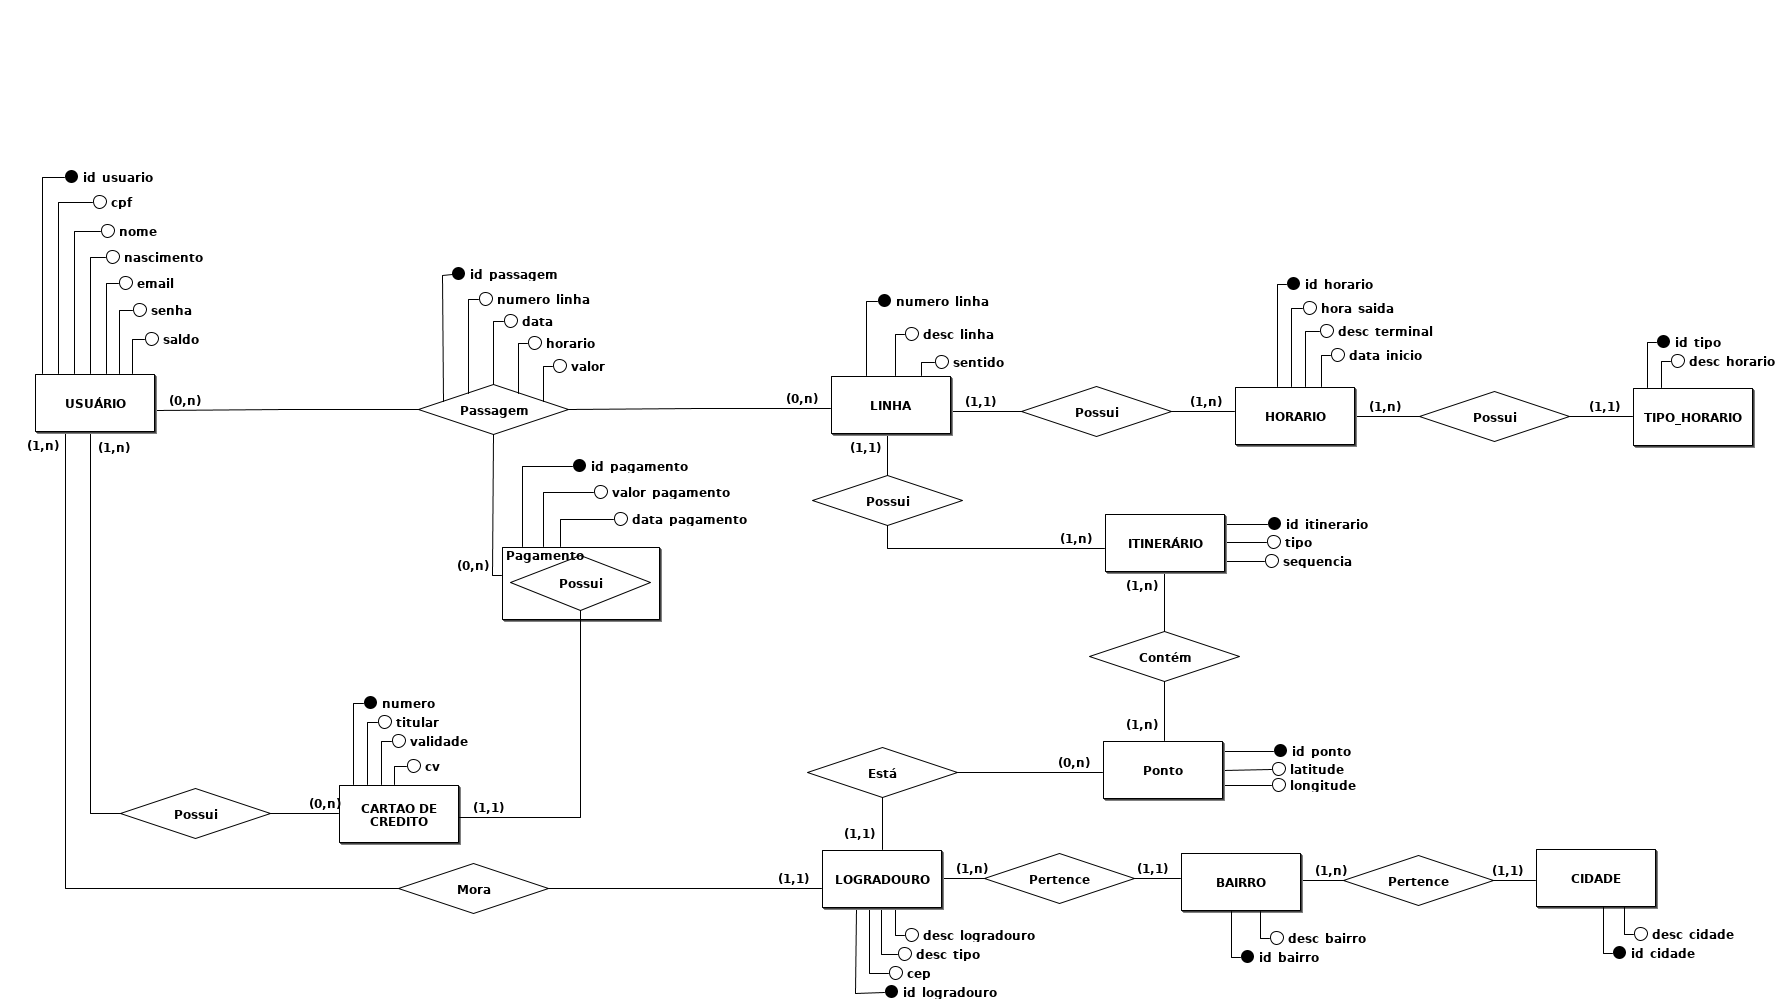 id usuario
cpf
nome
nascimento
email
senha
saldo
USUÁRIO
(0,n)
(1,n)
(1,n)
id passagem
numero linha
data
horario
valor
Passagem
(0,n)
numero linha
desc linha
sentido
LINHA
(1,1)
(1,1)
Possui
(1,n)
id horario
hora saida
desc terminal
data inicio
HORARIO
(1,n)
Possui
(1,1)
id tipo
desc horario
TIPO_HORARIO
id pagamento
valor pagamento
data pagamento
(0,n)
Pagamento
Possui
Possui
(1,n)
ITINERÁRIO
id itinerario
tipo
sequencia
(1,n)
Contém
(1,n)
Ponto
id ponto
latitude
longitude
(0,n)
Está
(1,1)
numero
titular
validade
cv
Possui
(0,n)
CARTAO DE
CREDITO
(1,1)
Mora
(1,1)
LOGRADOURO
(1,n)
Pertence
(1,1)
BAIRRO
(1,n)
Pertence
(1,1)
CIDADE
desc logradouro
desc tipo
cep
id logradouro
desc bairro
id bairro
desc cidade
id cidade